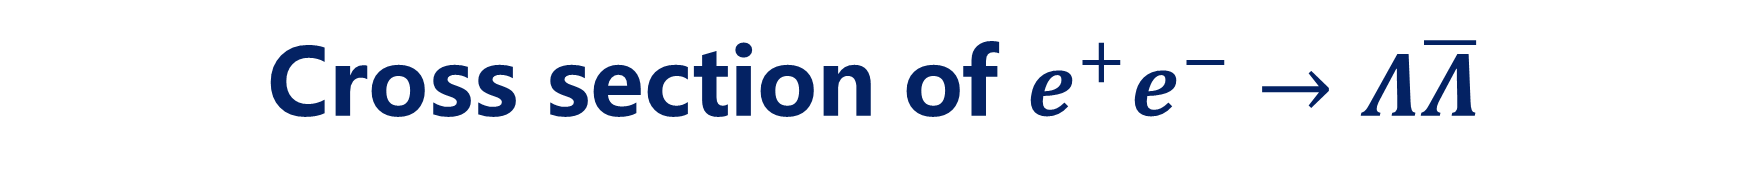 Cross section of e⁺e⁻ → ΛΛ̅